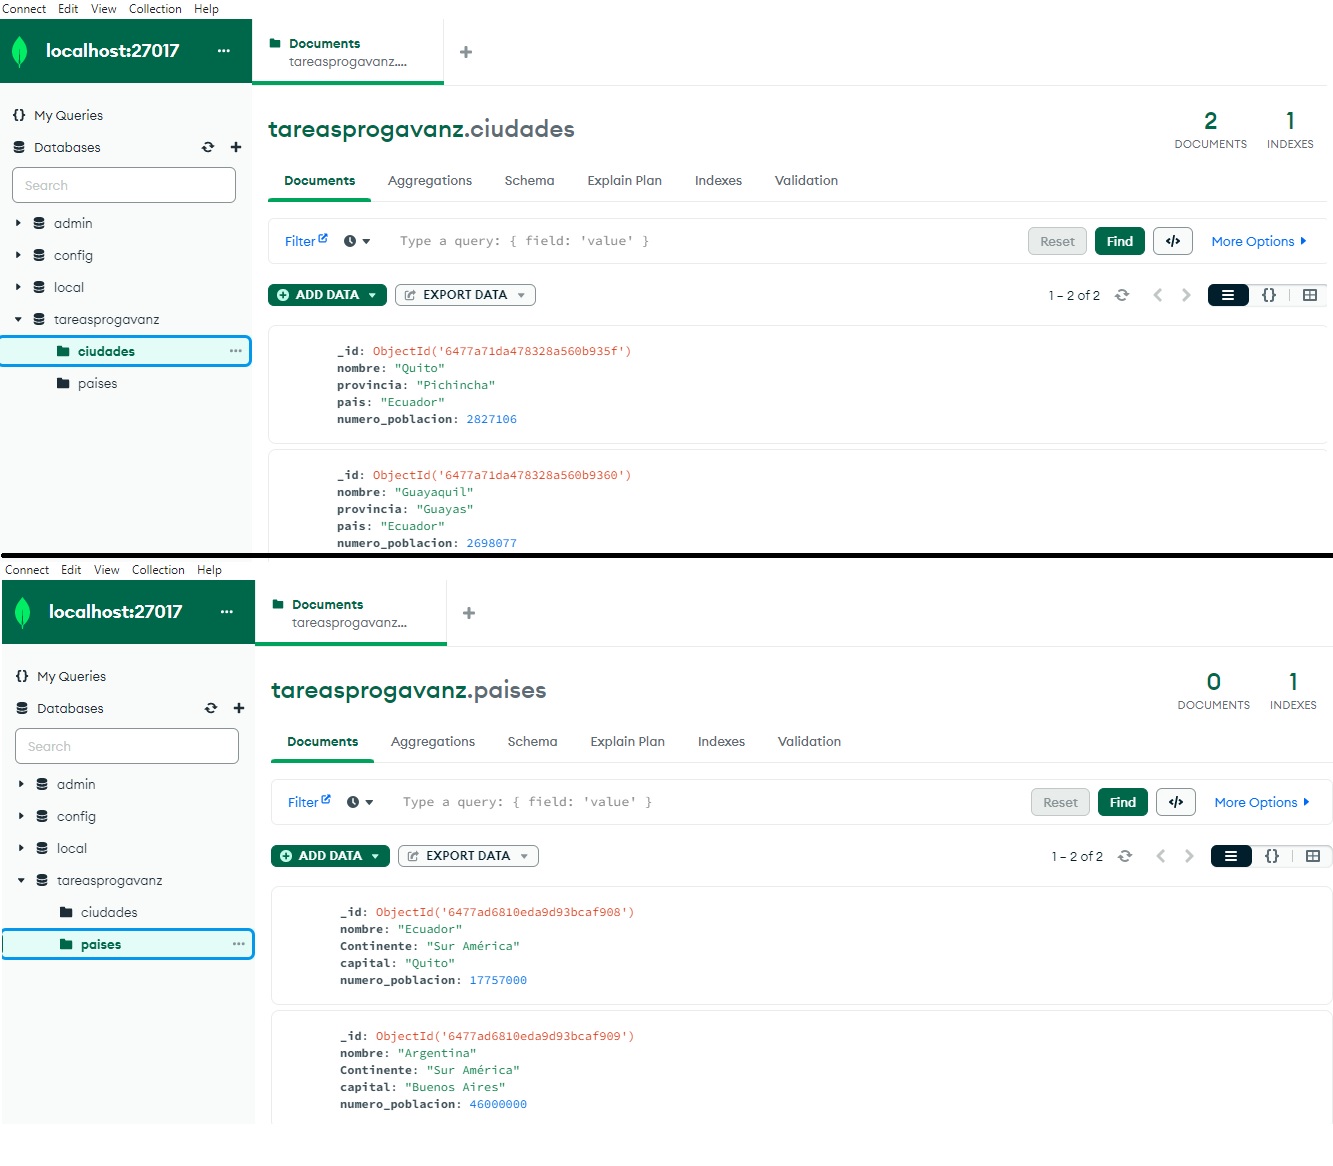 Connect Edit View Collection Help
localhost:27017 ...
Documents
tareasprogavanz....
My Queries
Databases
Search
admin
config
local
tareasprogavanz
ciudades ...
paises
tareasprogavanz.ciudades
2
DOCUMENTS
1
INDEXES
Documents Aggregations Schema Explain Plan Indexes Validation
Filter Type a query: { field: 'value' } Reset Find </> More Options
ADD DATA EXPORT DATA 1 – 2 of 2 {}
_id: ObjectId('6477a71da478328a560b935f')
nombre: "Quito"
provincia: "Pichincha"
pais: "Ecuador"
numero_poblacion: 2827106
_id: ObjectId('6477a71da478328a560b9360')
nombre: "Guayaquil"
provincia: "Guayas"
pais: "Ecuador"
numero_poblacion: 2698077
Connect Edit View Collection Help
localhost:27017 ...
Documents
tareasprogavanz...
My Queries
Databases
Search
admin
config
local
tareasprogavanz
ciudades
paises ...
tareasprogavanz.paises
0
DOCUMENTS
1
INDEXES
Documents Aggregations Schema Explain Plan Indexes Validation
Filter Type a query: { field: 'value' } Reset Find </> More Options
ADD DATA EXPORT DATA 1 – 2 of 2 {}
_id: ObjectId('6477ad6810eda9d93bcaf908')
nombre: "Ecuador"
Continente: "Sur América"
capital: "Quito"
numero_poblacion: 17757000
_id: ObjectId('6477ad6810eda9d93bcaf909')
nombre: "Argentina"
Continente: "Sur América"
capital: "Buenos Aires"
numero_poblacion: 46000000